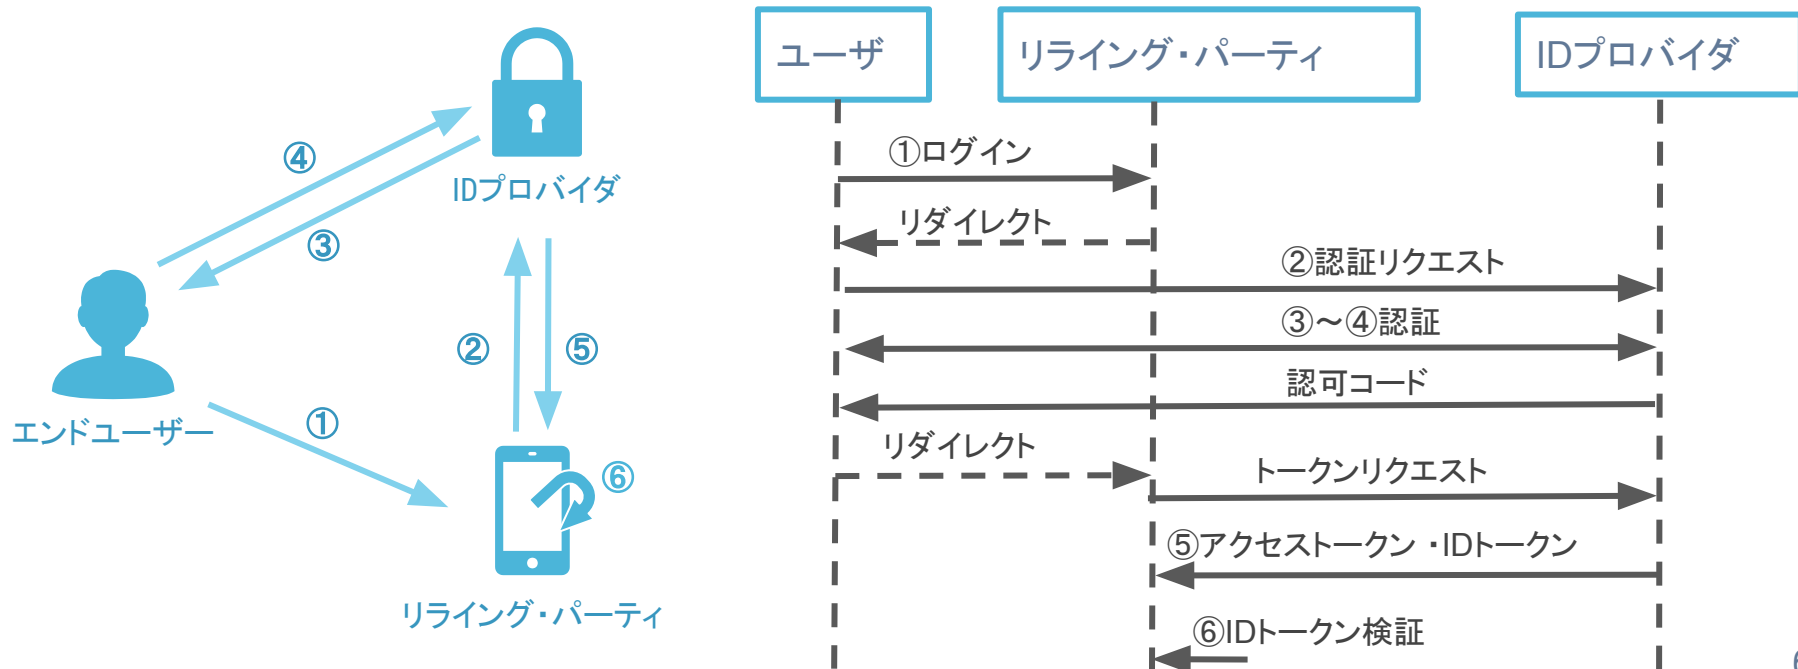 ④
IDプロバイダ
③
②
⑤
エンドユーザー
①
⑥
リライング・パーティ
ユーザ
リライング・パーティ
IDプロバイダ
①ログイン
リダイレクト
②認証リクエスト
③～④認証
認可コード
リダイレクト
トークンリクエスト
⑤アクセストークン・IDトークン
⑥IDトークン検証